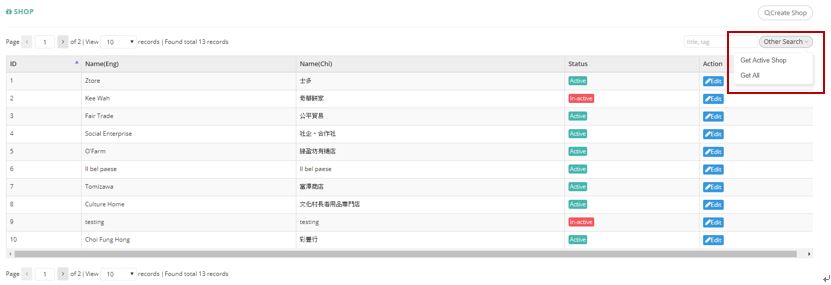 SHOP
Create Shop
Page 1 of 2 | View 10 records | Found total 13 records
title, tag
Other Search
Get Active Shop
Get All
ID Name(Eng) Name(Chi) Status Action
1 Ztore 士多 Active Edit
2 Kee Wah 奇華餅家 In-active Edit
3 Fair Trade 公平貿易 Active Edit
4 Social Enterprise 社企・合作社 Active Edit
5 O'Farm 綠盈坊有機店 Active Edit
6 Il bel paese Il bel paese Active Edit
7 Tomizawa 富澤商店 Active Edit
8 Culture Home 文化村長者用品專門店 Active Edit
9 testing testing In-active Edit
10 Choi Fung Hong 彩豐行 Active Edit
Page 1 of 2 | View 10 records | Found total 13 records